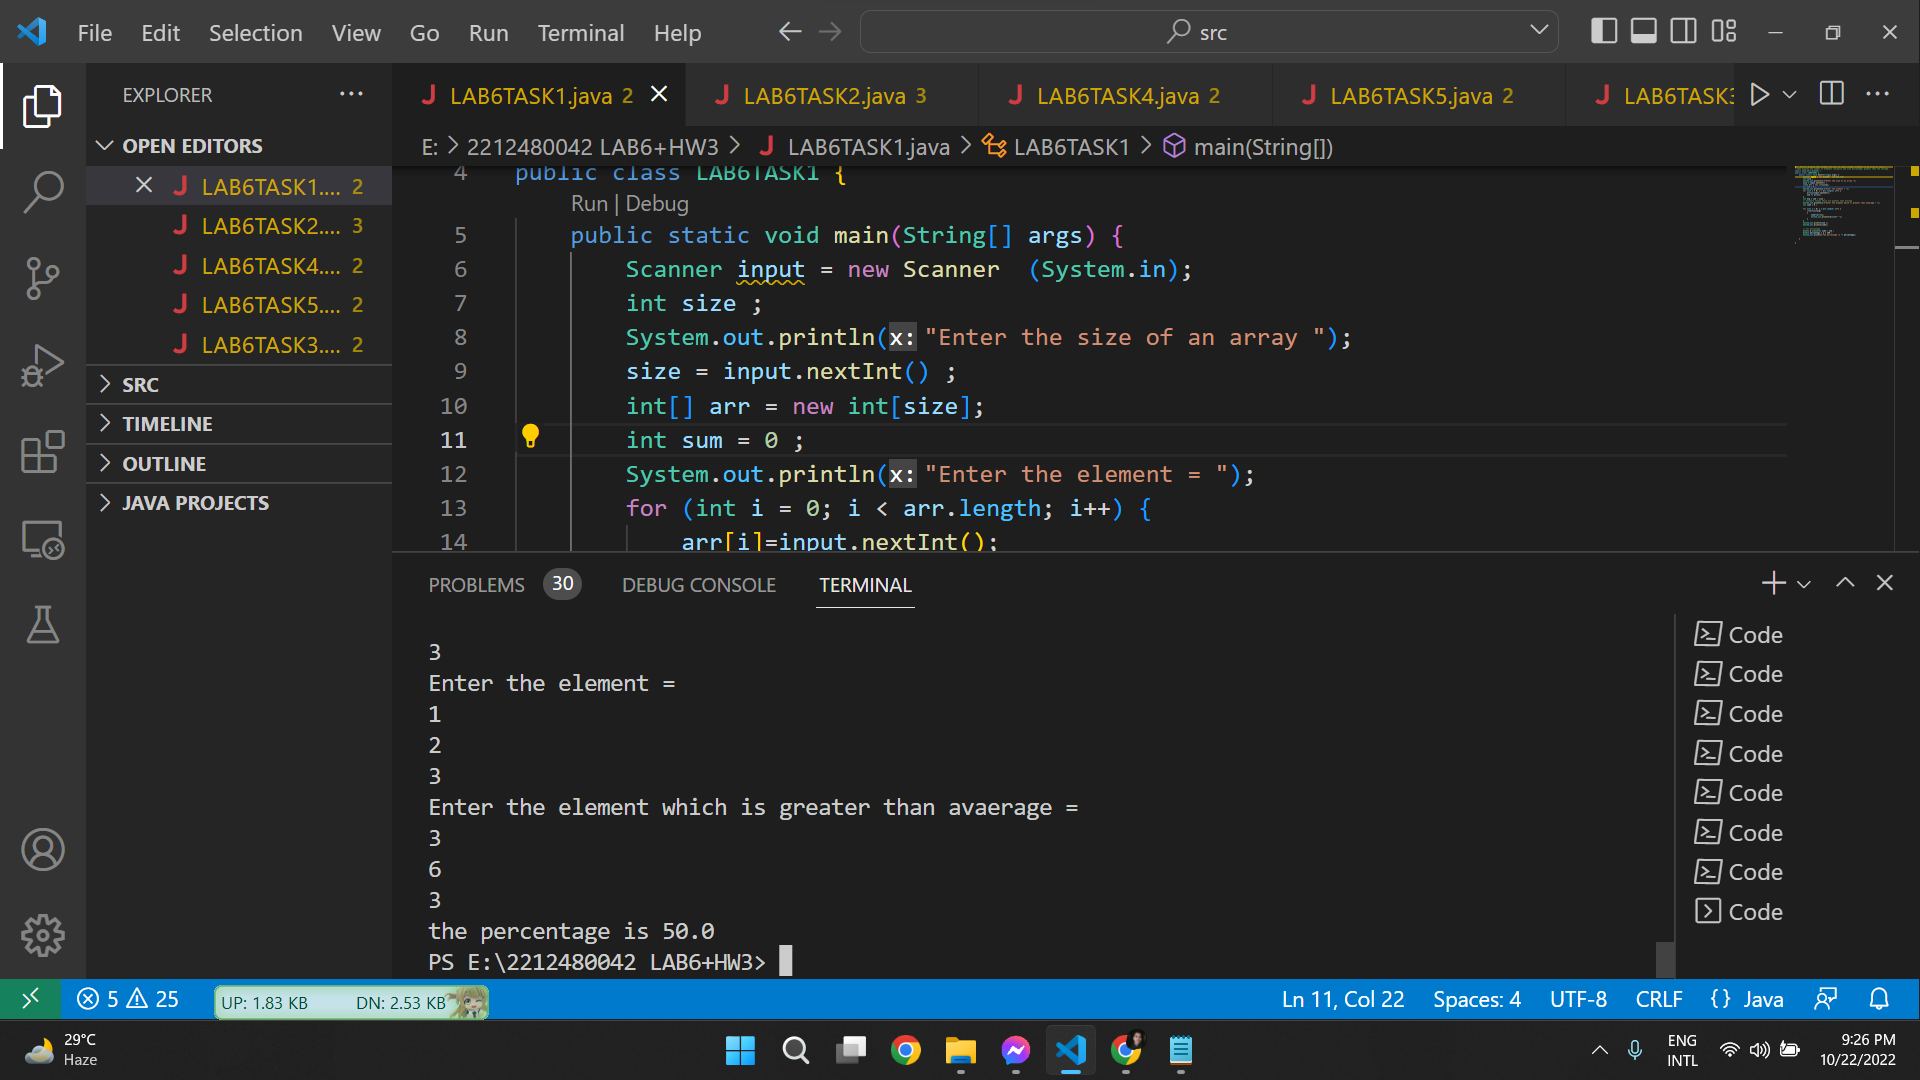 File Edit Selection View Go Run Terminal Help
src
EXPLORER
LAB6TASK1.java 2
LAB6TASK2.java 3
LAB6TASK4.java 2
LAB6TASK5.java 2
LAB6TASK3
OPEN EDITORS
E: > 2212480042 LAB6+HW3 > LAB6TASK1.java > LAB6TASK1 > main(String[])
LAB6TASK1.... 2
LAB6TASK2.... 3
LAB6TASK4.... 2
LAB6TASK5.... 2
LAB6TASK3.... 2
SRC
TIMELINE
OUTLINE
JAVA PROJECTS
4 public class LAB6TASK1 {
Run | Debug
5 public static void main(String[] args) {
6 Scanner input = new Scanner  (System.in);
7 int size ;
8 System.out.println(x: "Enter the size of an array ");
9 size = input.nextInt() ;
10 int[] arr = new int[size];
11 int sum = 0 ;
12 System.out.println(x: "Enter the element = ");
13 for (int i = 0; i < arr.length; i++) {
14 arr[i]=input.nextInt();
PROBLEMS 30 DEBUG CONSOLE TERMINAL
3
Enter the element =
1
2
3
Enter the element which is greater than avaerage =
3
6
3
the percentage is 50.0
PS E:\2212480042 LAB6+HW3>
Code
Code
Code
Code
Code
Code
Code
Code
5 25
UP: 1.83 KB DN: 2.53 KB
Ln 11, Col 22 Spaces: 4 UTF-8 CRLF {} Java
29°C
Haze
ENG
INTL
9:26 PM
10/22/2022